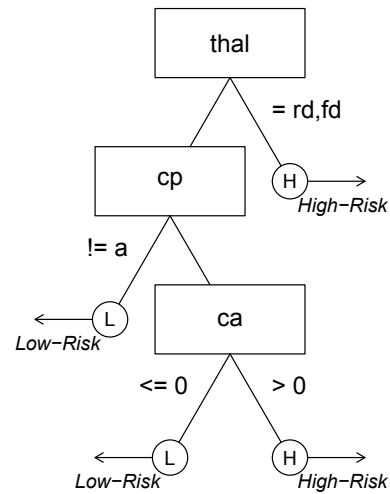 thal
= rd,fd
cp
H
High−Risk
!= a
ca
L
Low−Risk
<= 0
> 0
L
H
Low−Risk
High−Risk